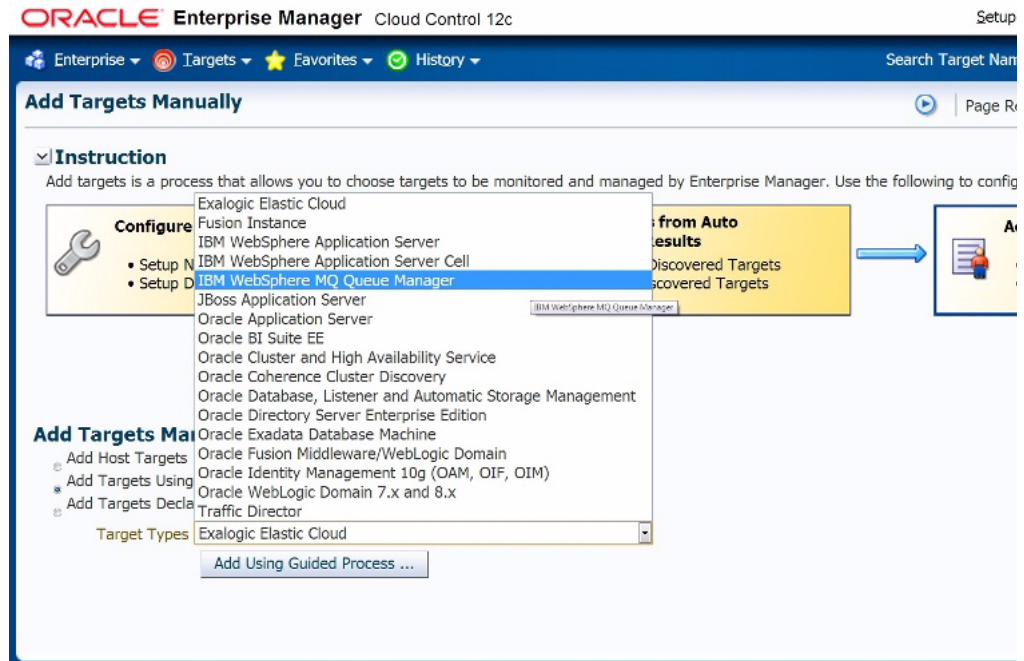 ORACLE Enterprise Manager Cloud Control 12c
Setup
Enterprise Targets Favorites History
Search Target Nam
Add Targets Manually
Page Re
Instruction
Add targets is a process that allows you to choose targets to be monitored and managed by Enterprise Manager. Use the following to config
Configure
• Setup N
• Setup D
Exalogic Elastic Cloud
Fusion Instance
IBM WebSphere Application Server
IBM WebSphere Application Server Cell
IBM WebSphere MQ Queue Manager
JBoss Application Server
Oracle Application Server
Oracle BI Suite EE
Oracle Cluster and High Availability Service
Oracle Coherence Cluster Discovery
Oracle Database, Listener and Automatic Storage Management
Oracle Directory Server Enterprise Edition
Oracle Exadata Database Machine
Oracle Fusion Middleware/WebLogic Domain
Oracle Identity Management 10g (OAM, OIF, OIM)
Oracle WebLogic Domain 7.x and 8.x
Traffic Director
IBM WebSphere MQ Queue Manager
from Auto
esults
Discovered Targets
scovered Targets
A
Add Targets Ma
Add Host Targets
Add Targets Using
Add Targets Decla
Target Types Exalogic Elastic Cloud
Add Using Guided Process ...